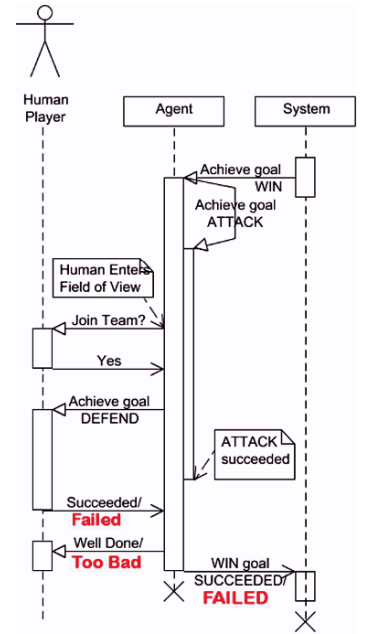 Human
Player
Agent
System
Achieve goal
WIN
Achieve goal
ATTACK
Human Enters
Field of View
Join Team?
Yes
Achieve goal
DEFEND
ATTACK
succeeded
Succeeded/
Failed
Well Done/
Too Bad
WIN goal
SUCCEEDED/
FAILED